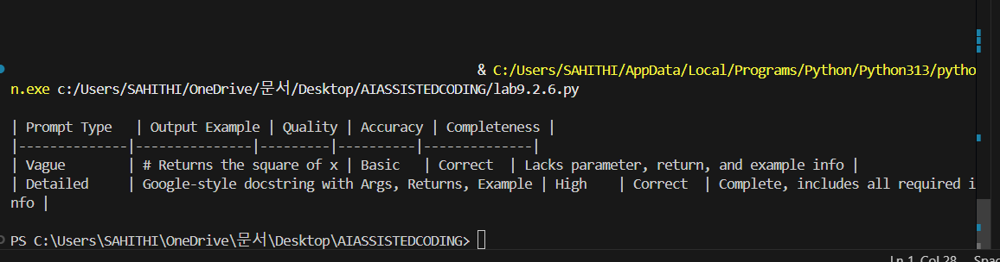 & C:/Users/SAHITHI/AppData/Local/Programs/Python/Python313/pytho
n.exe c:/Users/SAHITHI/OneDrive/문서/Desktop/AIASSISTEDCODING/lab9.2.6.py
| Prompt Type   | Output Example | Quality | Accuracy | Completeness |
|--------------|---------------|---------|----------|--------------|
| Vague        | # Returns the square of x | Basic   | Correct  | Lacks parameter, return, and example info |
| Detailed     | Google-style docstring with Args, Returns, Example | High    | Correct  | Complete, includes all required i
nfo |
PS C:\Users\SAHITHI\OneDrive\문서\Desktop\AIASSISTEDCODING>
Ln 1, Col 28